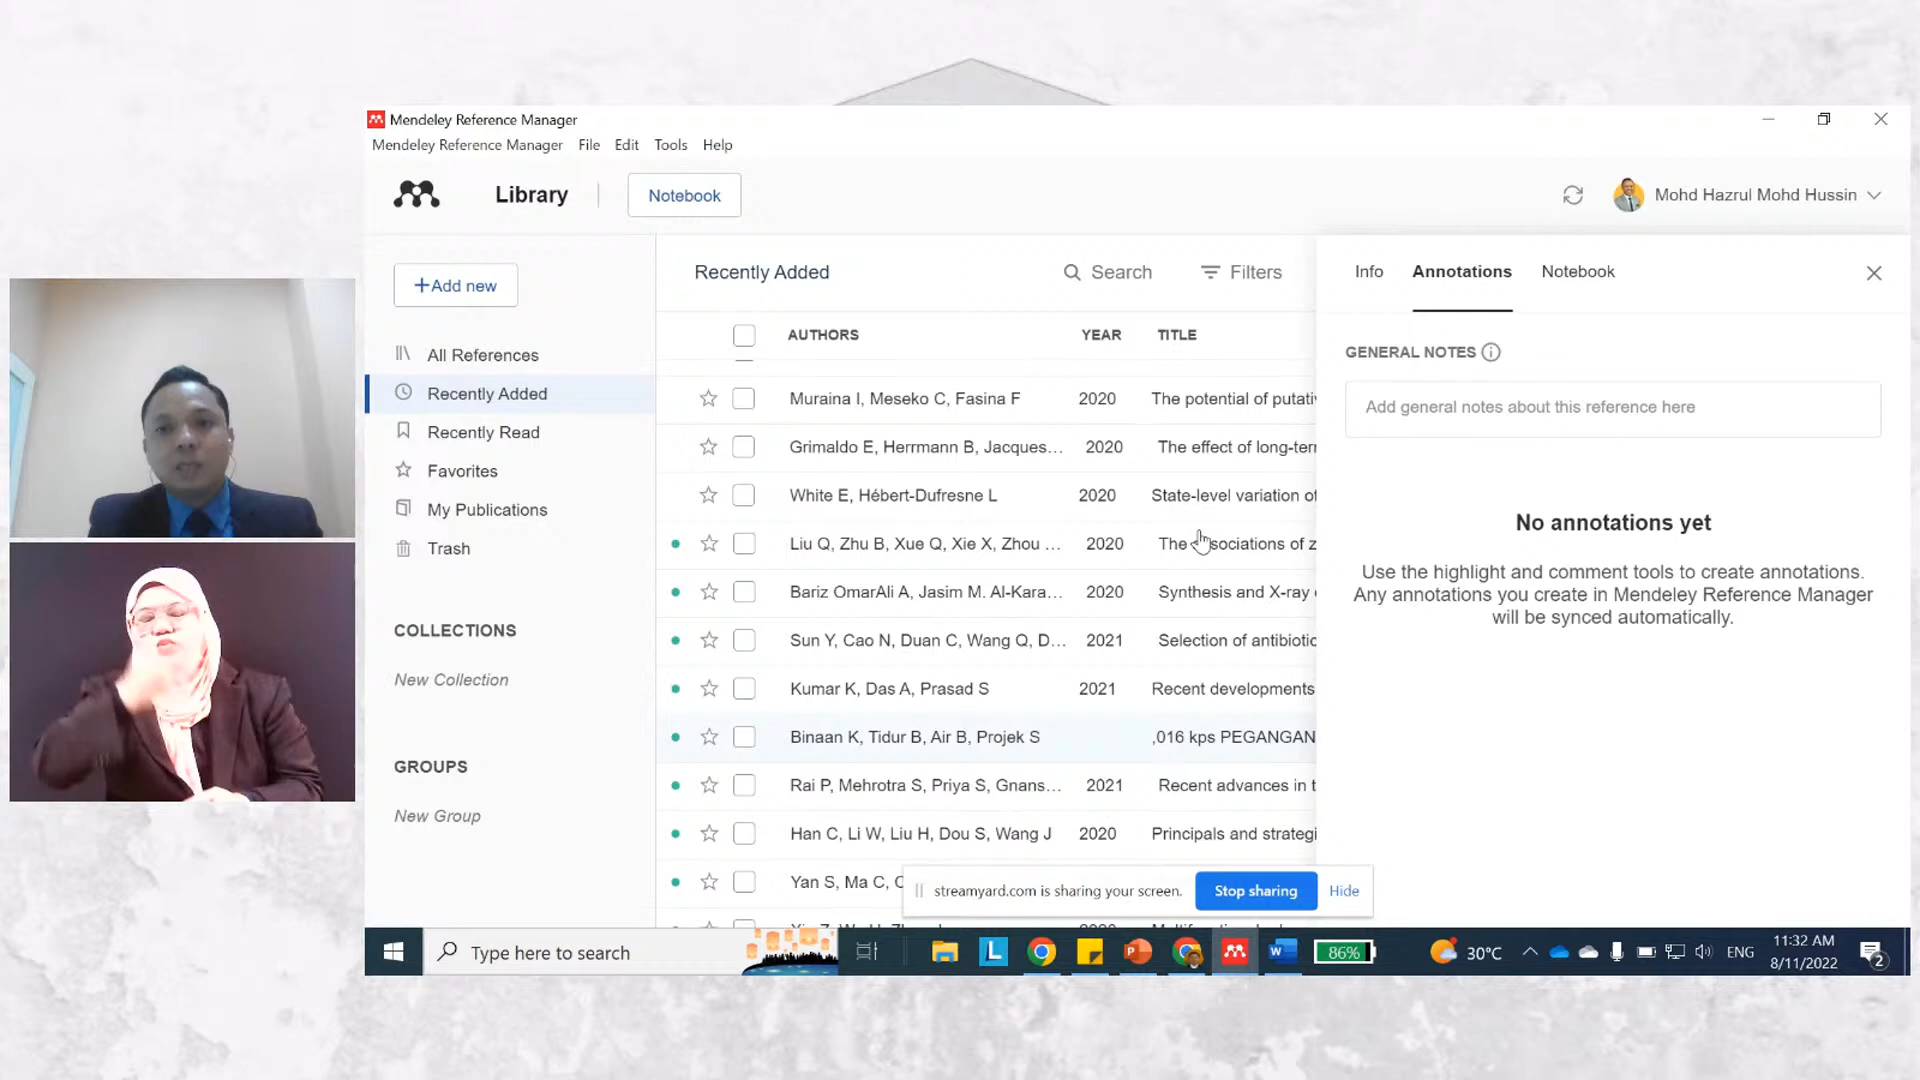 Mendeley Reference Manager
Mendeley Reference Manager File Edit Tools Help
Library Notebook
Mohd Hazrul Mohd Hussin
+Add new
All References
Recently Added
Recently Read
Favorites
My Publications
Trash
COLLECTIONS
New Collection
GROUPS
New Group
Recently Added Search Filters
AUTHORS YEAR TITLE
Muraina I, Meseko C, Fasina F 2020 The potential of putati
Grimaldo E, Herrmann B, Jacques... 2020 The effect of long-ter
White E, Hébert-Dufresne L 2020 State-level variation o
Liu Q, Zhu B, Xue Q, Xie X, Zhou ... 2020 The sociations of z
Bariz OmarAli A, Jasim M. Al-Kara... 2020 Synthesis and X-ray
Sun Y, Cao N, Duan C, Wang Q, D... 2021 Selection of antibiotic
Kumar K, Das A, Prasad S 2021 Recent developments
Binaan K, Tidur B, Air B, Projek S ,016 kps PEGANGAN
Rai P, Mehrotra S, Priya S, Gnans... 2021 Recent advances in t
Han C, Li W, Liu H, Dou S, Wang J 2020 Principals and strategi
Yan S, Ma C, C
Info Annotations Notebook
GENERAL NOTES
Add general notes about this reference here
No annotations yet
Use the highlight and comment tools to create annotations.
Any annotations you create in Mendeley Reference Manager
will be synced automatically.
streamyard.com is sharing your screen. Stop sharing Hide
Type here to search
L
86%
30°C
ENG
11:32 AM
8/11/2022
2